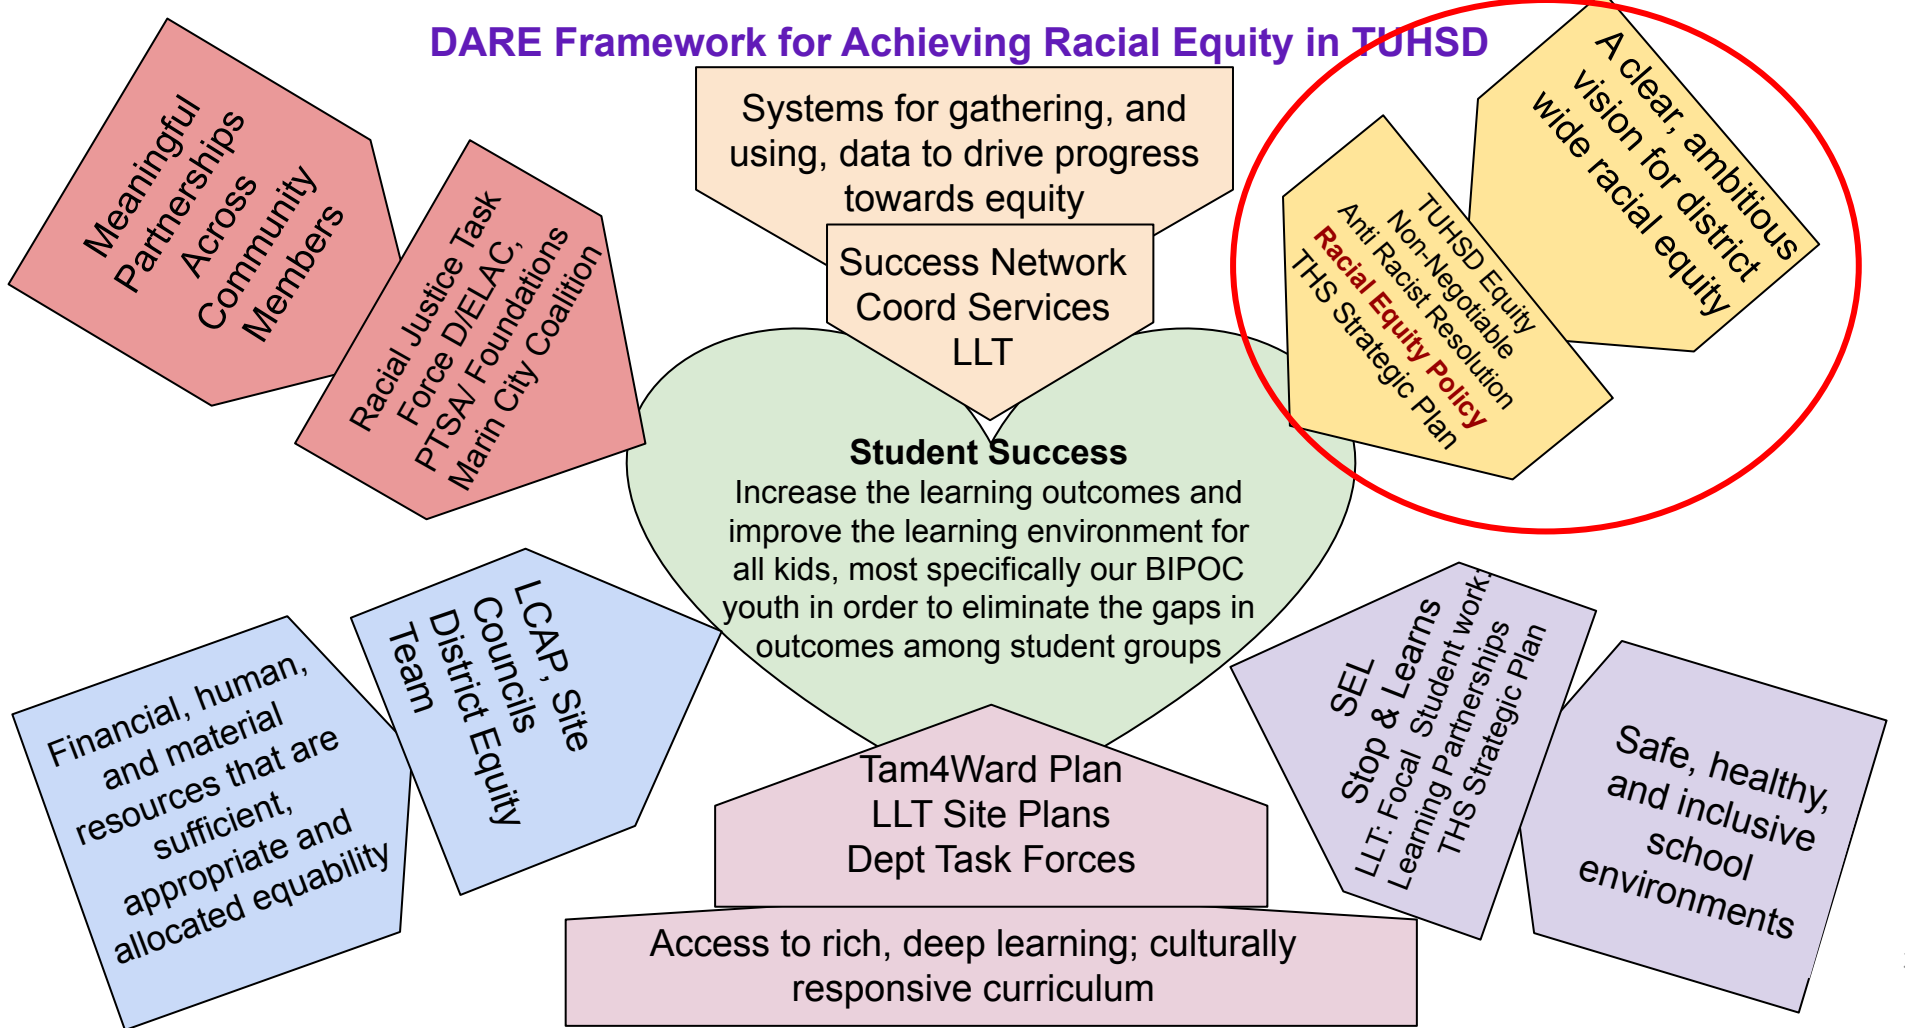 DARE Framework for Achieving Racial Equity in TUHSD
Meaningful
Partnerships
Across
Community
Members
Racial Justice Task
Force D/ELAC,
PTSA/ Foundations
Marin City Coalition
Systems for gathering, and
using, data to drive progress
towards equity
Success Network
Coord Services
LLT
A clear, ambitious
vision for district
wide racial equity
TUHSD Equity
Non-Negotiable
Anti Racist Resolution
Racial Equity Policy
THS Strategic Plan
Student Success
Increase the learning outcomes and
improve the learning environment for
all kids, most specifically our BIPOC
youth in order to eliminate the gaps in
outcomes among student groups
Financial, human,
and material
resources that are
sufficient,
appropriate and
allocated equability
LCAP, Site
Councils
District Equity
Team
Tam4Ward Plan
LLT Site Plans
Dept Task Forces
Access to rich, deep learning; culturally
responsive curriculum
SEL
Stop & Learns
LLT: Focal Student work:
Learning Partnerships
THS Strategic Plan
Safe, healthy,
and inclusive
school
environments